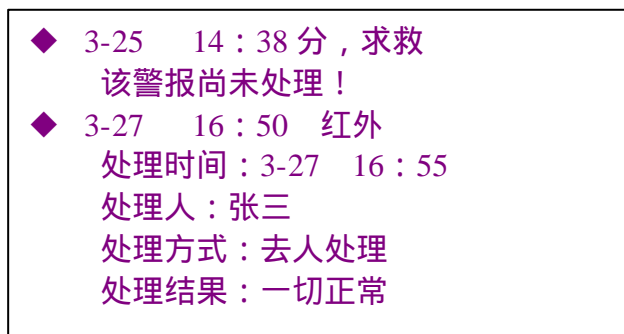 ◆ 3-25 14：38 分，求救
该警报尚未处理！
◆ 3-27 16：50 红外
处理时间：3-27 16：55
处理人：张三
处理方式：去人处理
处理结果：一切正常